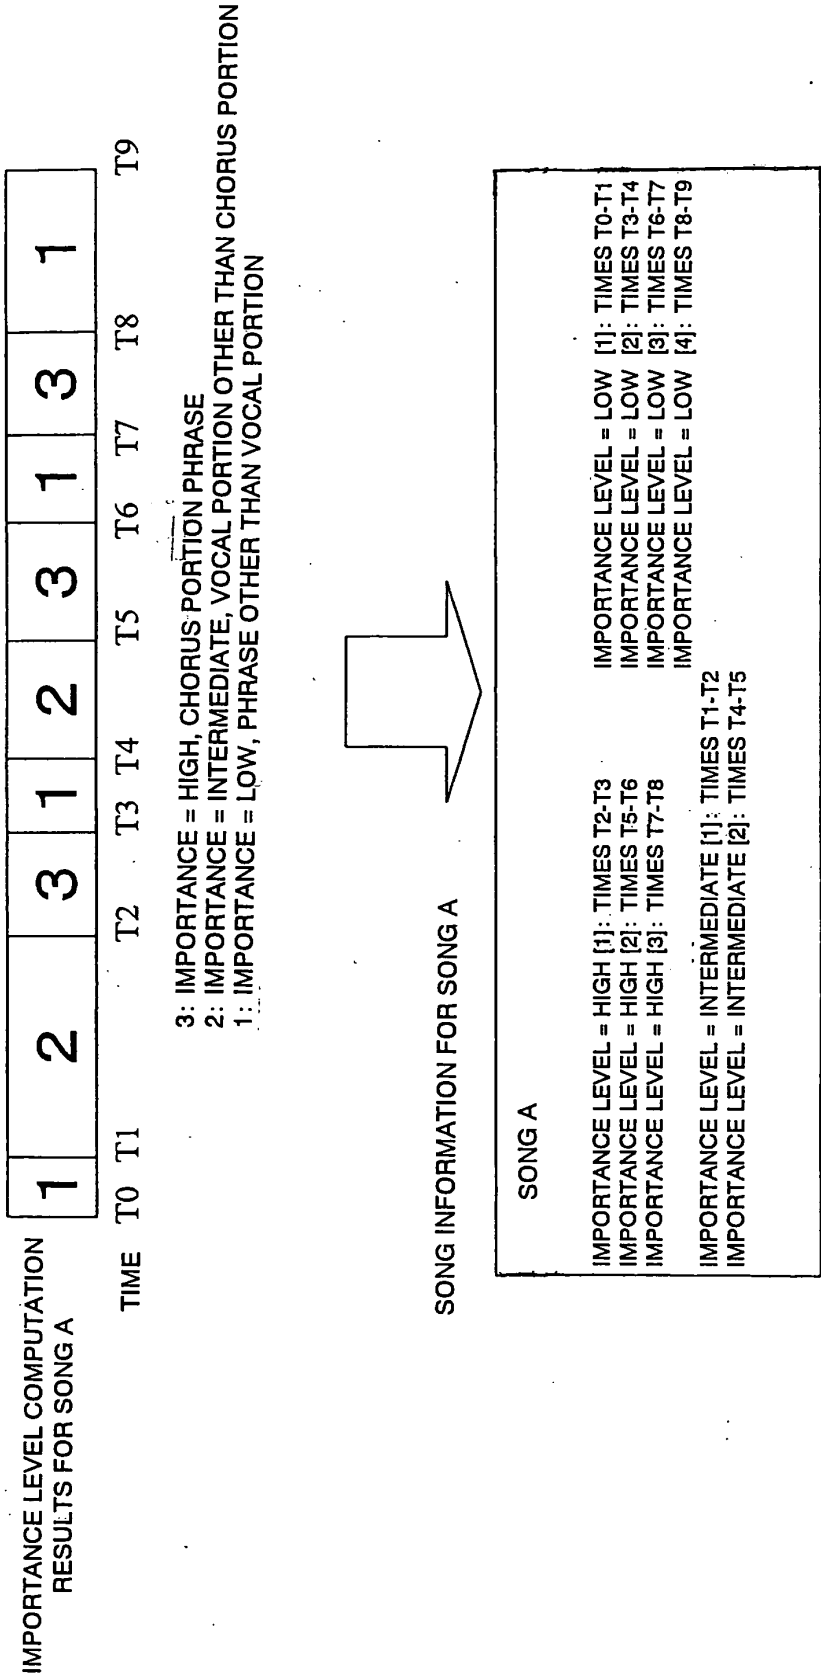 IMPORTANCE LEVEL COMPUTATION
RESULTS FOR SONG A
1 2 3 1 2 3 1 3 1
TIME T0 T1 T2 T3 T4 T5 T6 T7 T8 T9
3: IMPORTANCE = HIGH, CHORUS PORTION PHRASE
2: IMPORTANCE = INTERMEDIATE, VOCAL PORTION OTHER THAN CHORUS PORTION
1: IMPORTANCE = LOW, PHRASE OTHER THAN VOCAL PORTION
SONG INFORMATION FOR SONG A
SONG A
IMPORTANCE LEVEL = HIGH [1]: TIMES T2-T3
IMPORTANCE LEVEL = HIGH [2]: TIMES T5-T6
IMPORTANCE LEVEL = HIGH [3]: TIMES T7-T8
IMPORTANCE LEVEL = INTERMEDIATE [1]: TIMES T1-T2
IMPORTANCE LEVEL = INTERMEDIATE [2]: TIMES T4-T5
IMPORTANCE LEVEL = LOW [1]: TIMES T0-T1
IMPORTANCE LEVEL = LOW [2]: TIMES T3-T4
IMPORTANCE LEVEL = LOW [3]: TIMES T6-T7
IMPORTANCE LEVEL = LOW [4]: TIMES T8-T9